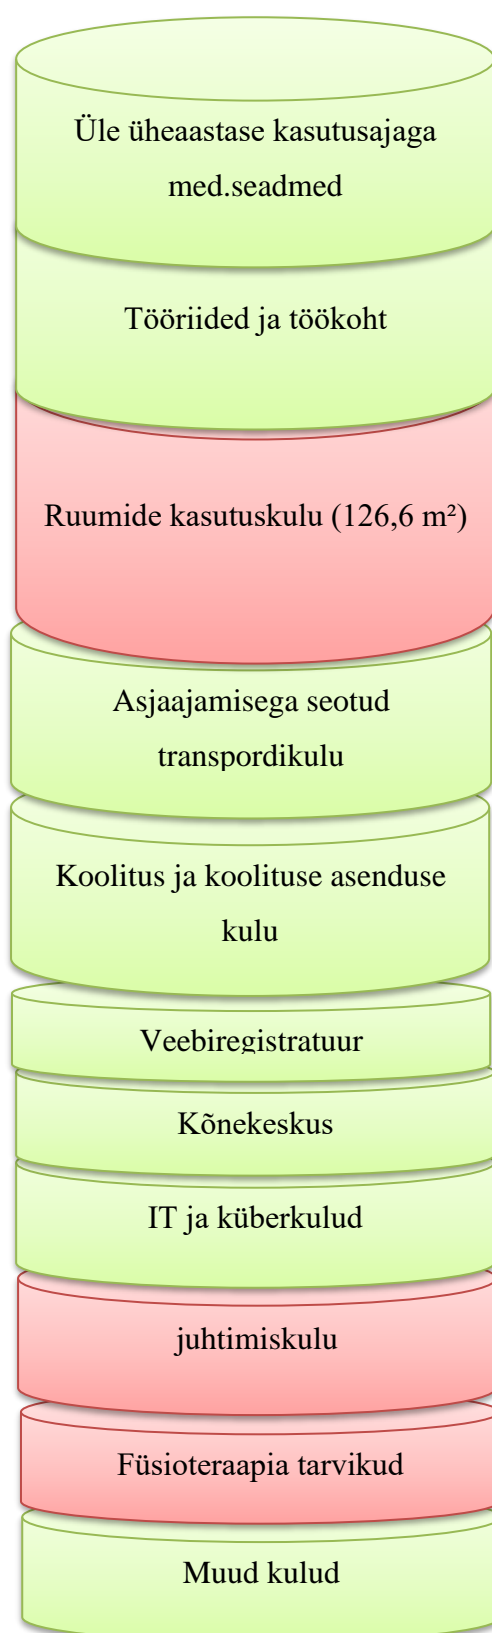 Üle üheaastase kasutusajaga
med.seadmed
Tööriided ja töökoht
Ruumide kasutuskulu (126,6 m²)
Asjaajamisega seotud
transpordikulu
Koolitus ja koolituse asenduse
kulu
Veebiregistratuur
Kõnekeskus
IT ja küberkulud
juhtimiskulu
Füsioteraapia tarvikud
Muud kulud